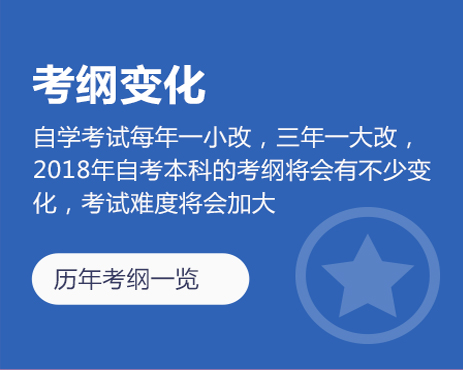 考纲变化
自学考试每年一小改，三年一大改，
2018年自考本科的考纲将会有不少变
化，考试难度将会加大
历年考纲一览